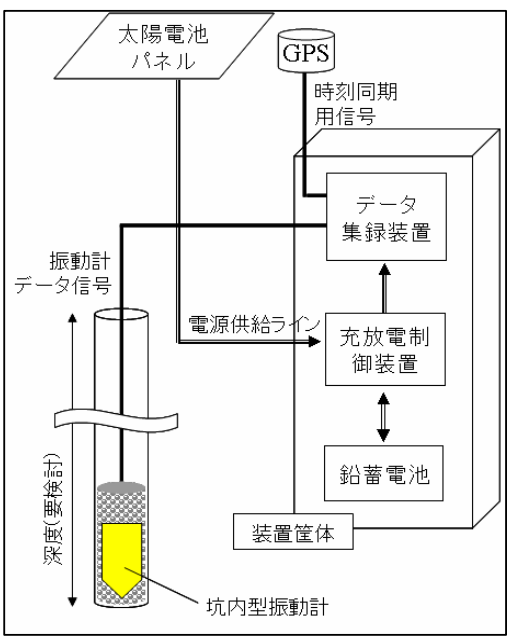 太陽電池
パネル
GPS
時刻同期
用信号
データ
集録装置
振動計
データ信号
電源供給ライン
充放電制
御装置
鉛蓄電池
深度(要検討)
装置筐体
坑内型振動計